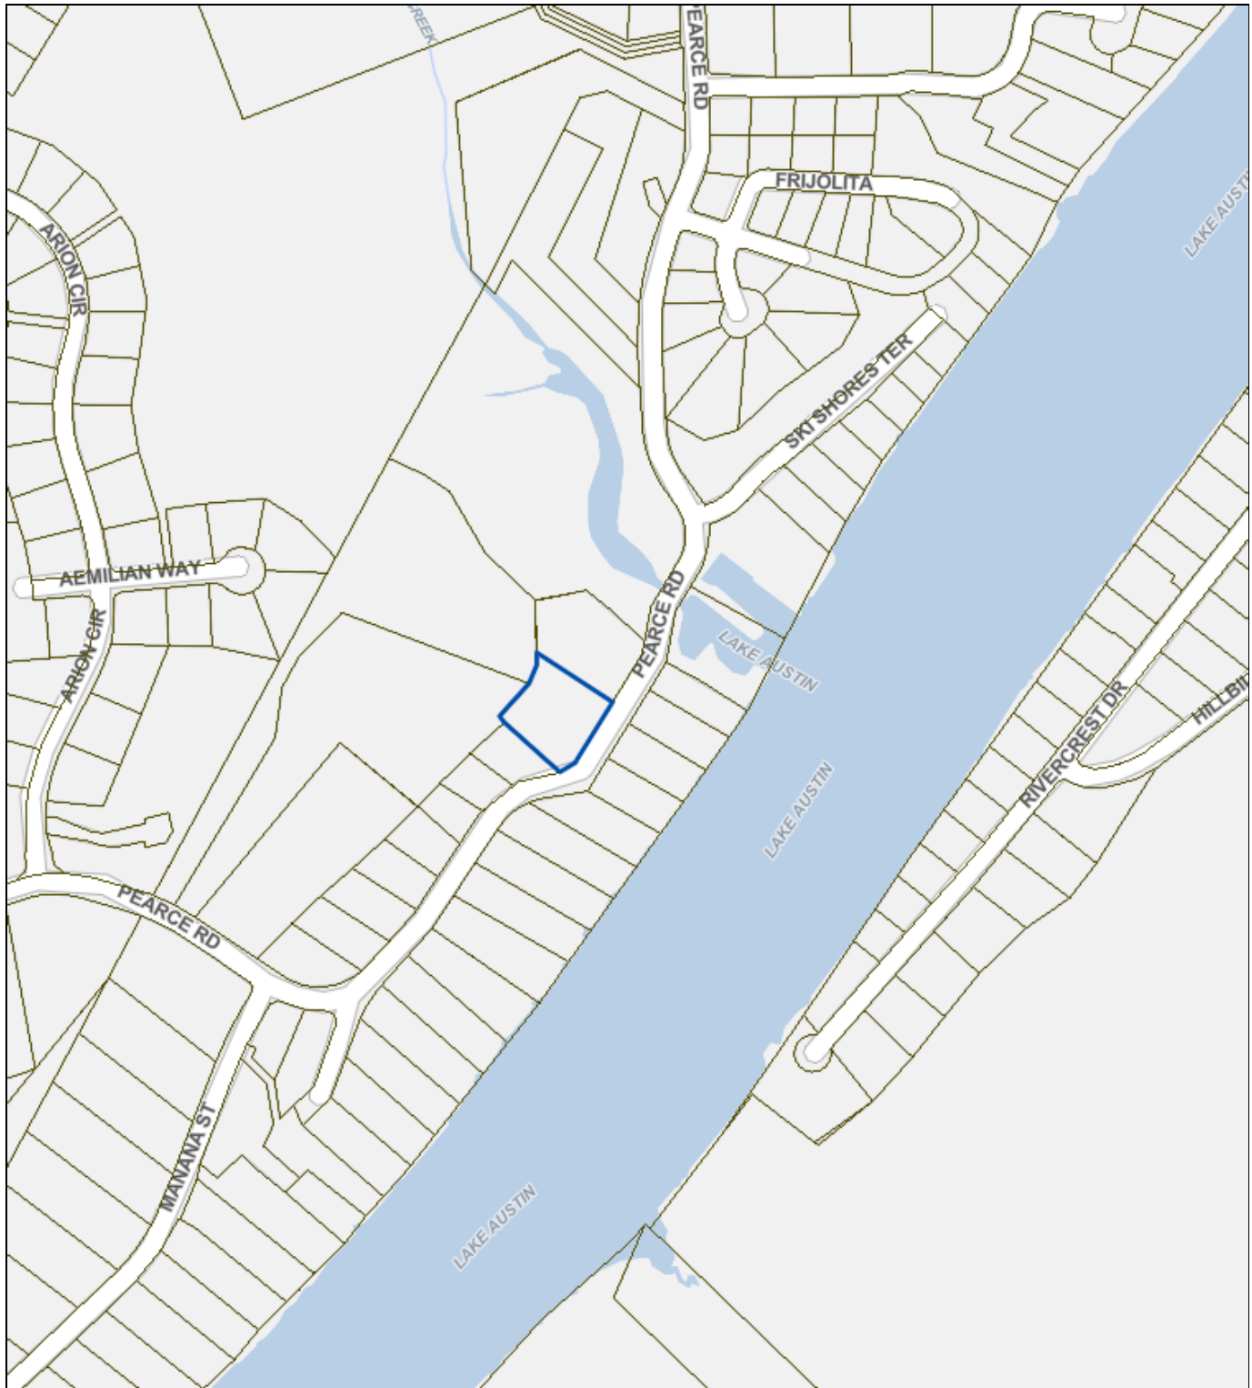 CREEK
PEARCE RD
FRIJOLITA
LAKE AUSTIN
ARION CIR
SKI SHORES TER
AEMILIAN WAY
PEARCE RD
ARION CIR
LAKE AUSTIN
RIVERCREST DR
LAKE AUSTIN
PEARCE RD
MANANA ST
LAKE AUSTIN